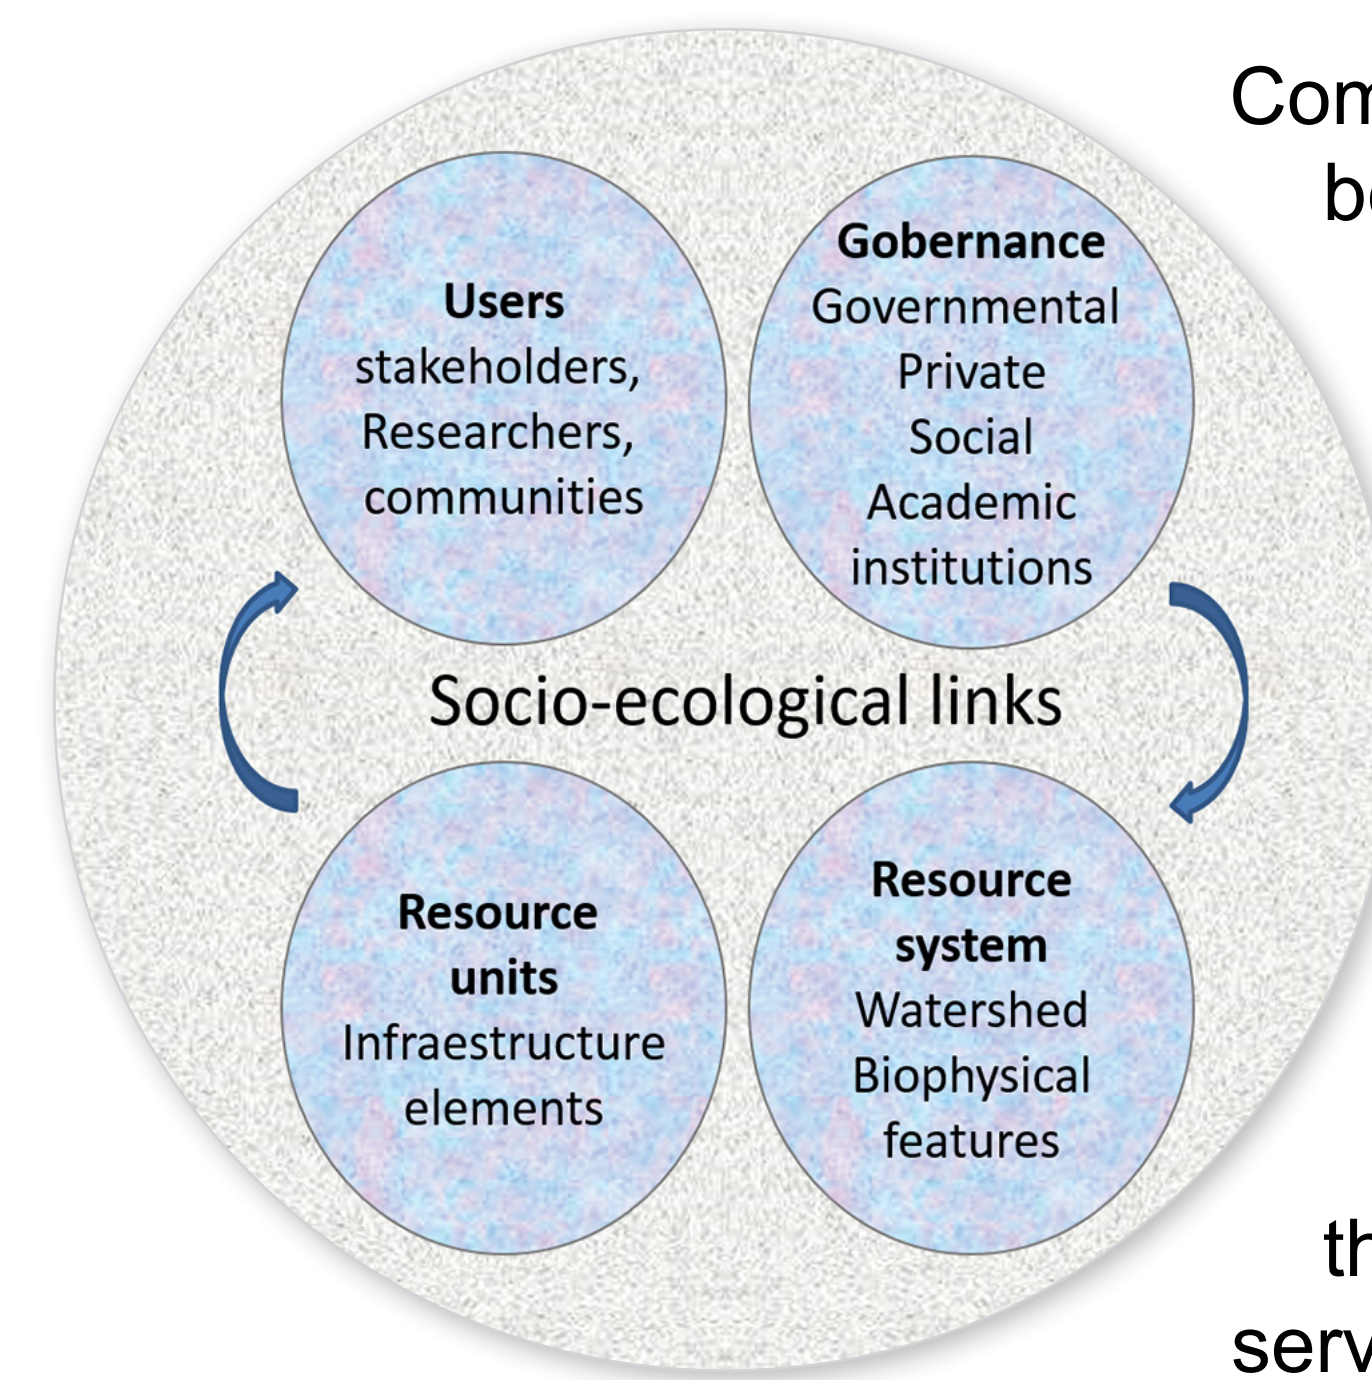 Users
stakeholders,
Researchers,
communities
Gobernance
Governmental
Private
Social
Academic
institutions
Socio-ecological links
Resource
units
Infraestructure
elements
Resource
system
Watershed
Biophysical
features